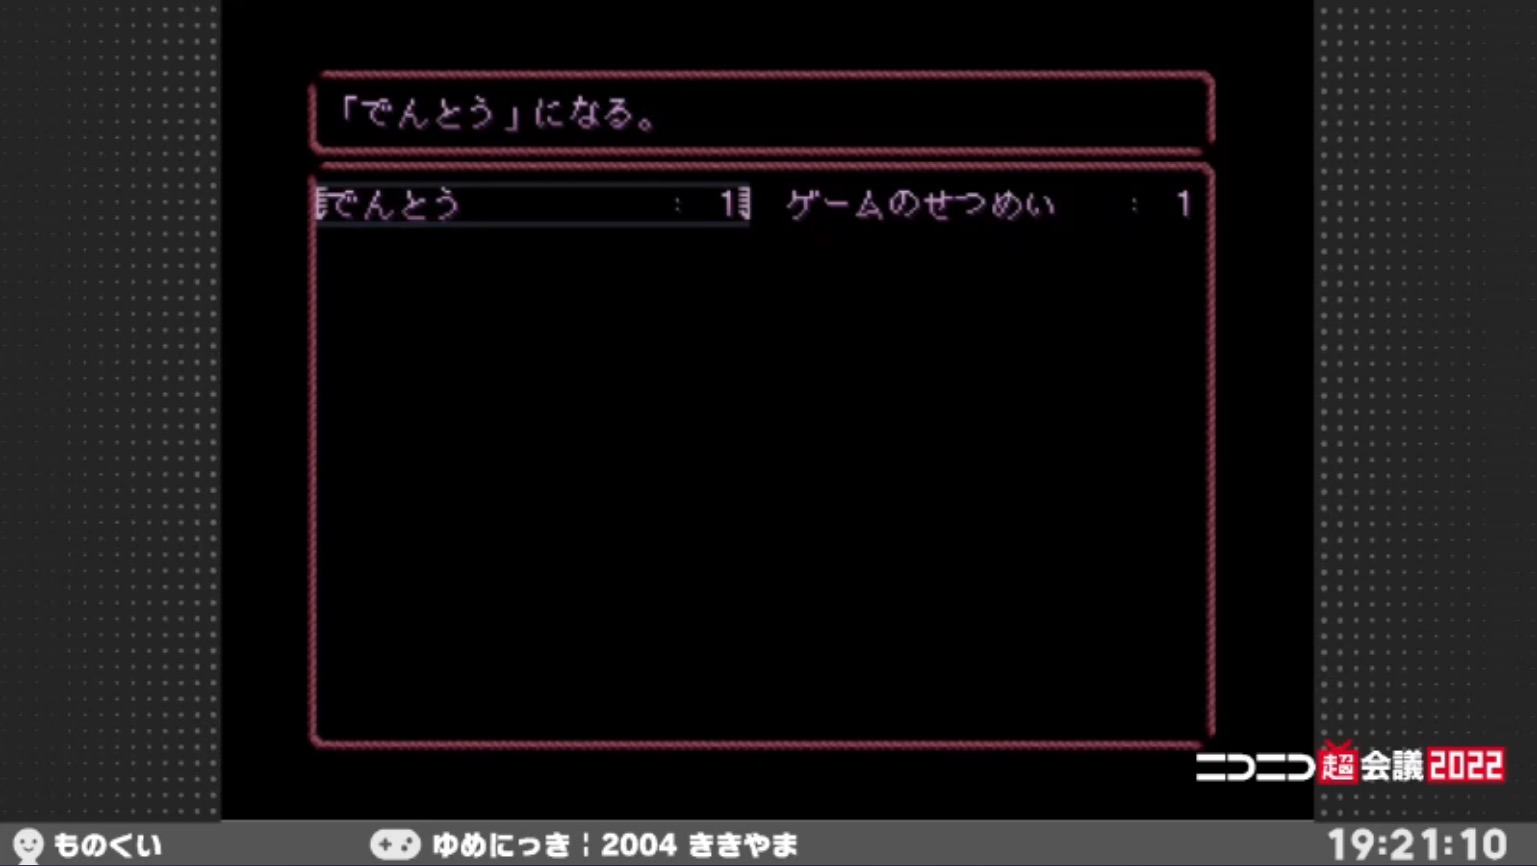 「でんとう」になる。
でんとう : 1 ゲームのせつめい : 1
ニコニコ超会議2022
ものくい ゆめにっき ¦ 2004 ききやま 19:21:10